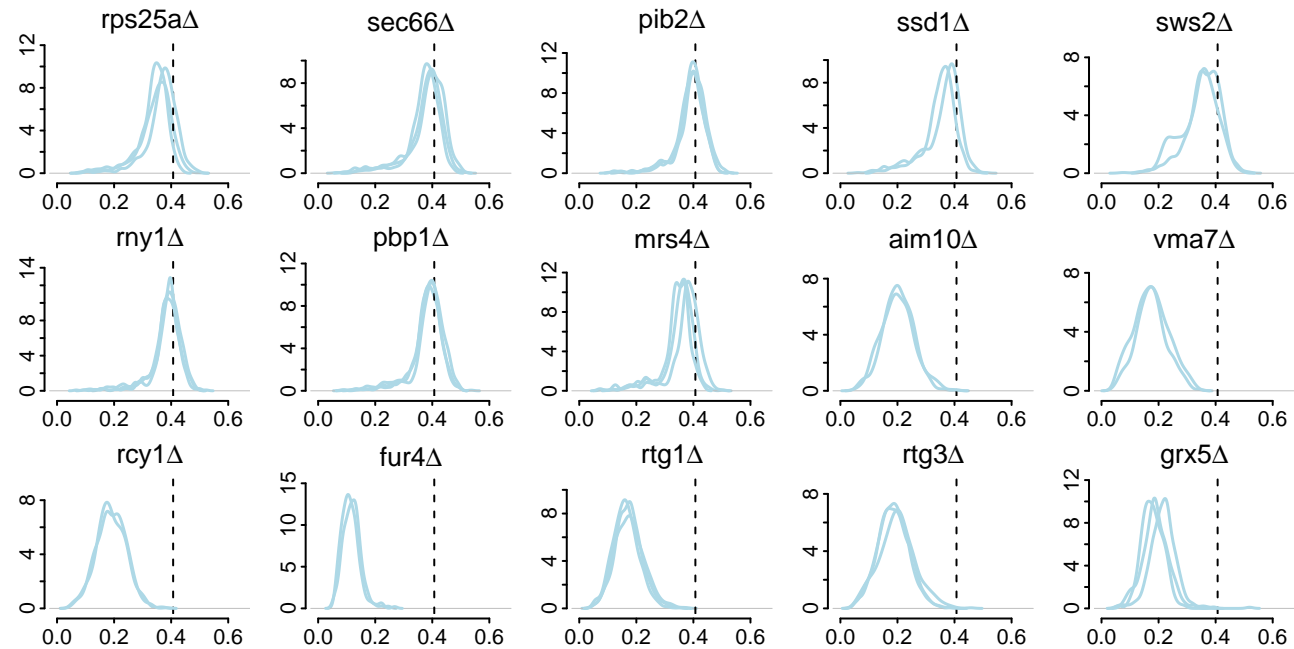 rps25aΔ sec66Δ pib2Δ ssd1Δ sws2Δ
0 4 8 12 0 4 8 0 4 8 12 0 4 8 0 4 8
0.0 0.2 0.4 0.6 0.0 0.2 0.4 0.6 0.0 0.2 0.4 0.6 0.0 0.2 0.4 0.6 0.0 0.2 0.4 0.6
rny1Δ pbp1Δ mrs4Δ aim10Δ vma7Δ
0 4 8 14 0 4 8 12 0 4 8 12 0 4 8 0 4 8
0.0 0.2 0.4 0.6 0.0 0.2 0.4 0.6 0.0 0.2 0.4 0.6 0.0 0.2 0.4 0.6 0.0 0.2 0.4 0.6
rcy1Δ fur4Δ rtg1Δ rtg3Δ grx5Δ
0 4 8 0 5 10 15 0 4 8 0 4 8 0 4 8 12
0.0 0.2 0.4 0.6 0.0 0.2 0.4 0.6 0.0 0.2 0.4 0.6 0.0 0.2 0.4 0.6 0.0 0.2 0.4 0.6